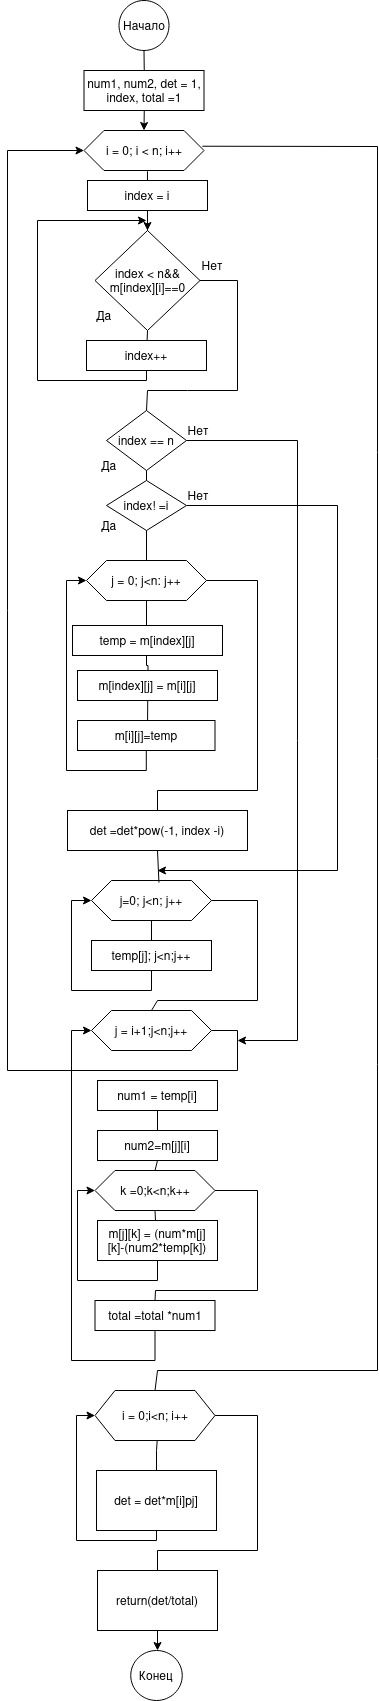 Начало
num1, num2, det = 1,
index, total =1
i = 0; i < n; i++
index = i
index < n&&
m[index][i]==0
Нет
Да
index++
index == n
Нет
Да
index! =i
Нет
Да
j = 0; j<n: j++
temp = m[index][j]
m[index][j] = m[i][j]
m[i][j]=temp
det =det*pow(-1, index -i)
j=0; j<n; j++
temp[j]; j<n;j++
j = i+1;j<n;j++
num1 = temp[i]
num2=m[j][i]
k =0;k<n;k++
m[j][k] = (num*m[j]
[k]-(num2*temp[k])
total =total *num1
i = 0;i<n; i++
det = det*m[i]pj]
return(det/total)
Конец